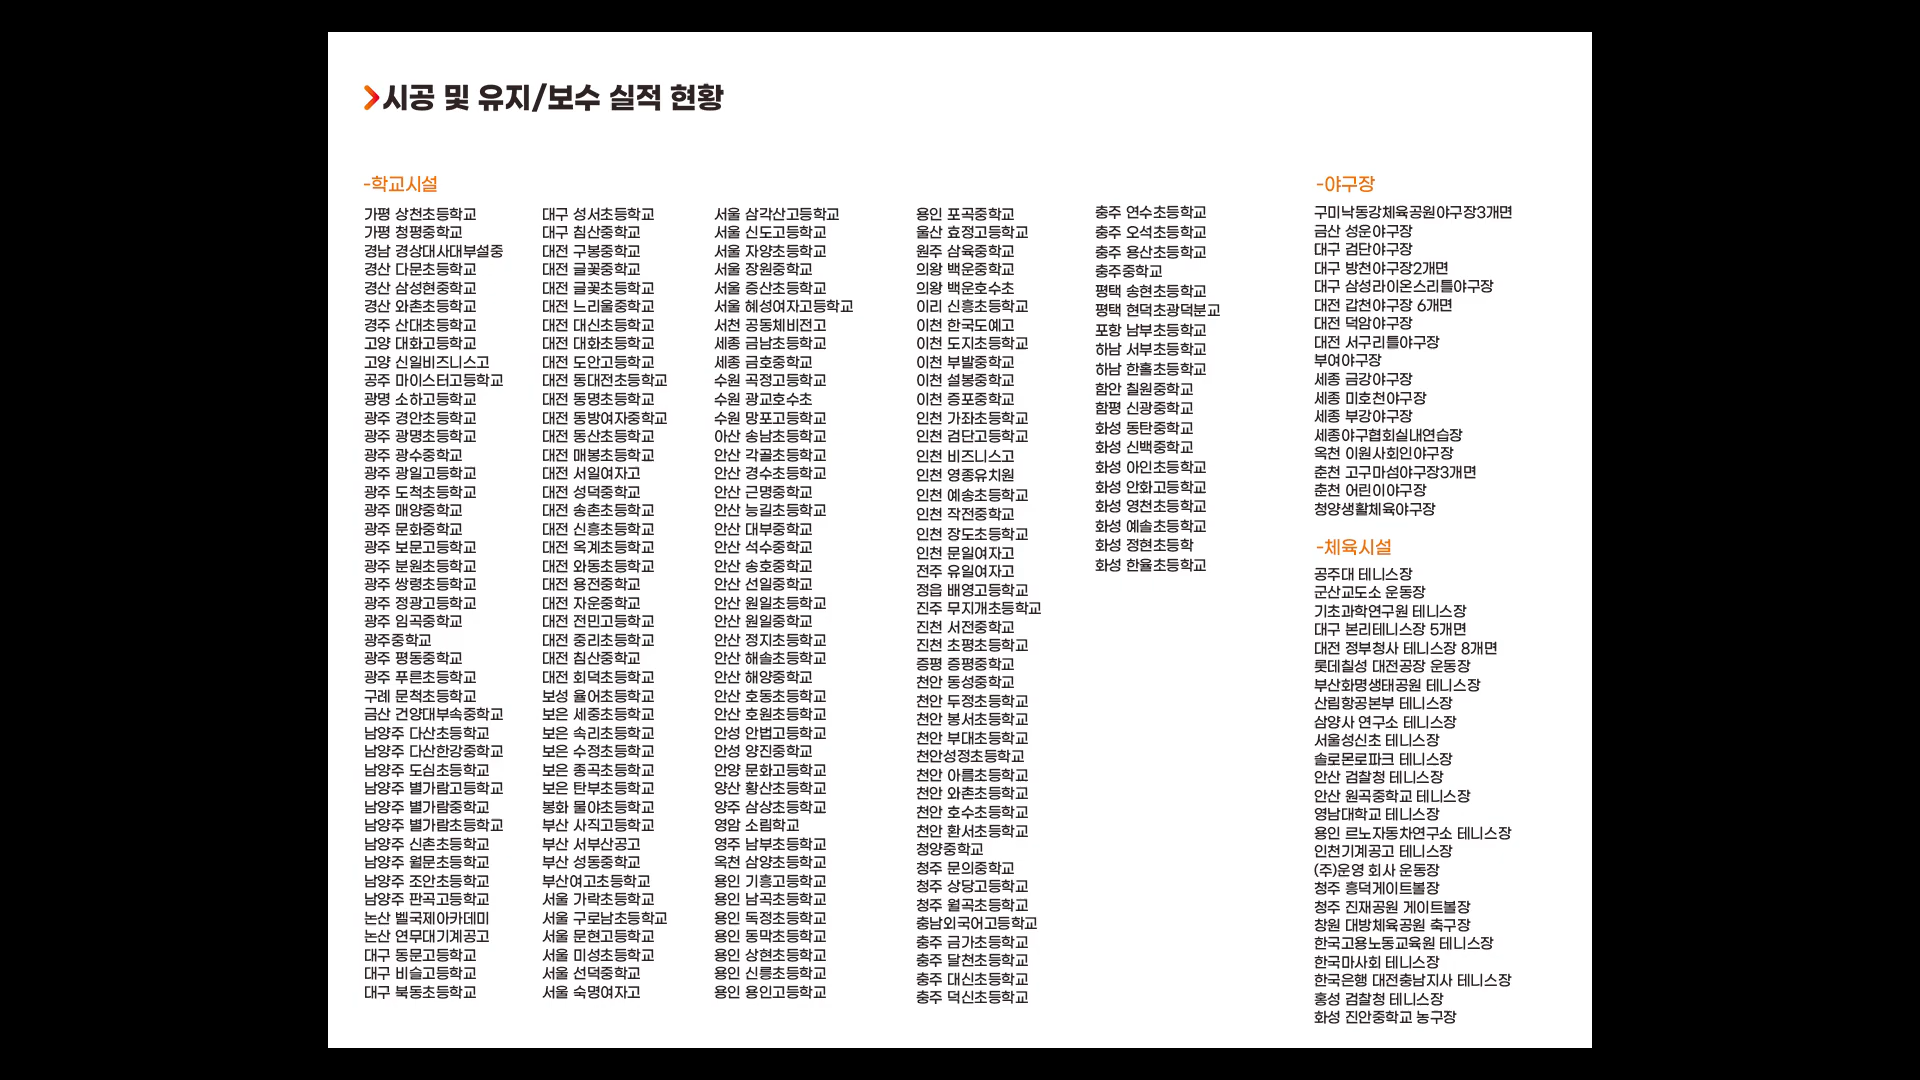 시공 및 유지/보수 실적 현황
-학교시설
가평 상천초등학교
가평 청평중학교
경남 경상대사대부설중
경산 다문초등학교
경산 삼성현중학교
경산 와촌초등학교
경주 산대초등학교
고양 대화고등학교
고양 신일비즈니스고
공주 마이스터고등학교
광명 소하고등학교
광주 경안초등학교
광주 광명초등학교
광주 광수중학교
광주 광일고등학교
광주 도척초등학교
광주 매양중학교
광주 문화중학교
광주 보문고등학교
광주 분원초등학교
광주 쌍령초등학교
광주 정광고등학교
광주 임곡중학교
광주중학교
광주 평동중학교
광주 푸른초등학교
구례 문척초등학교
금산 건양대부속중학교
남양주 다산초등학교
남양주 다산한강중학교
남양주 도심초등학교
남양주 별가람고등학교
남양주 별가람중학교
남양주 별가람초등학교
남양주 신촌초등학교
남양주 월문초등학교
남양주 조안초등학교
남양주 판곡고등학교
논산 벨국제아카데미
논산 연무대기계공고
대구 동문고등학교
대구 비슬고등학교
대구 북동초등학교
대구 성서초등학교
대구 침산중학교
대전 구봉중학교
대전 글꽃중학교
대전 글꽃초등학교
대전 느리울중학교
대전 대신초등학교
대전 대화초등학교
대전 도안고등학교
대전 동대전초등학교
대전 동명초등학교
대전 동방여자중학교
대전 동산초등학교
대전 매봉초등학교
대전 서일여자고
대전 성덕중학교
대전 송촌초등학교
대전 신흥초등학교
대전 옥계초등학교
대전 와동초등학교
대전 용전중학교
대전 자운중학교
대전 전민고등학교
대전 중리초등학교
대전 침산중학교
대전 회덕초등학교
보성 율어초등학교
보은 세중초등학교
보은 속리초등학교
보은 수정초등학교
보은 종곡초등학교
보은 탄부초등학교
봉화 물야초등학교
부산 사직고등학교
부산 서부산공고
부산 성동중학교
부산여고초등학교
서울 가락초등학교
서울 구로남초등학교
서울 문현고등학교
서울 미성초등학교
서울 선덕중학교
서울 숙명여자고
서울 삼각산고등학교
서울 신도고등학교
서울 자양초등학교
서울 장원중학교
서울 증산초등학교
서울 혜성여자고등학교
서천 공동체비전고
세종 금남초등학교
세종 금호중학교
수원 곡정고등학교
수원 광교호수초
수원 망포고등학교
아산 송남초등학교
안산 각골초등학교
안산 경수초등학교
안산 근명중학교
안산 능길초등학교
안산 대부중학교
안산 석수중학교
안산 송호중학교
안산 선일중학교
안산 원일초등학교
안산 원일중학교
안산 정지초등학교
안산 해솔초등학교
안산 해양중학교
안산 호동초등학교
안산 호원초등학교
안성 안법고등학교
안성 양진중학교
안양 문화고등학교
양산 황산초등학교
양주 삼상초등학교
영암 소림학교
영주 남부초등학교
옥천 삼양초등학교
용인 기흥고등학교
용인 남곡초등학교
용인 독정초등학교
용인 동막초등학교
용인 상현초등학교
용인 신릉초등학교
용인 용인고등학교
용인 포곡중학교
울산 효정고등학교
원주 삼육중학교
의왕 백운중학교
의왕 백운호수초
이리 신흥초등학교
이천 한국도예고
이천 도지초등학교
이천 부발중학교
이천 설봉중학교
이천 증포중학교
인천 가좌초등학교
인천 검단고등학교
인천 비즈니스고
인천 영종유치원
인천 예송초등학교
인천 작전중학교
인천 장도초등학교
인천 문일여자고
전주 유일여자고
정읍 배영고등학교
진주 무지개초등학교
진천 서전중학교
진천 초평초등학교
증평 증평중학교
천안 동성중학교
천안 두정초등학교
천안 봉서초등학교
천안 부대초등학교
천안성정초등학교
천안 아름초등학교
천안 와촌초등학교
천안 호수초등학교
천안 환서초등학교
청양중학교
청주 문의중학교
청주 상당고등학교
청주 월곡초등학교
충남외국어고등학교
충주 금가초등학교
충주 달천초등학교
충주 대신초등학교
충주 덕신초등학교
충주 연수초등학교
충주 오석초등학교
충주 용산초등학교
충주중학교
평택 송현초등학교
평택 현덕초광덕분교
포항 남부초등학교
하남 서부초등학교
하남 한홀초등학교
함안 칠원중학교
함평 신광중학교
화성 동탄중학교
화성 신백중학교
화성 아인초등학교
화성 안화고등학교
화성 영천초등학교
화성 예솔초등학교
화성 정현초등학
화성 한율초등학교
-야구장
구미낙동강체육공원야구장3개면
금산 성운야구장
대구 검단야구장
대구 방천야구장2개면
대구 삼성라이온스리틀야구장
대전 갑천야구장 6개면
대전 덕암야구장
대전 서구리틀야구장
부여야구장
세종 금강야구장
세종 미호천야구장
세종 부강야구장
세종야구협회실내연습장
옥천 이원사회인야구장
춘천 고구마섬야구장3개면
춘천 어린이야구장
청양생활체육야구장
-체육시설
공주대 테니스장
군산교도소 운동장
기초과학연구원 테니스장
대구 본리테니스장 5개면
대전 정부청사 테니스장 8개면
롯데칠성 대전공장 운동장
부산화명생태공원 테니스장
산림항공본부 테니스장
삼양사 연구소 테니스장
서울성신초 테니스장
솔로몬로파크 테니스장
안산 검찰청 테니스장
안산 원곡중학교 테니스장
영남대학교 테니스장
용인 르노자동차연구소 테니스장
인천기계공고 테니스장
(주)운영 회사 운동장
청주 흥덕게이트볼장
청주 진재공원 게이트볼장
창원 대방체육공원 축구장
한국고용노동교육원 테니스장
한국마사회 테니스장
한국은행 대전충남지사 테니스장
홍성 검찰청 테니스장
화성 진안중학교 농구장